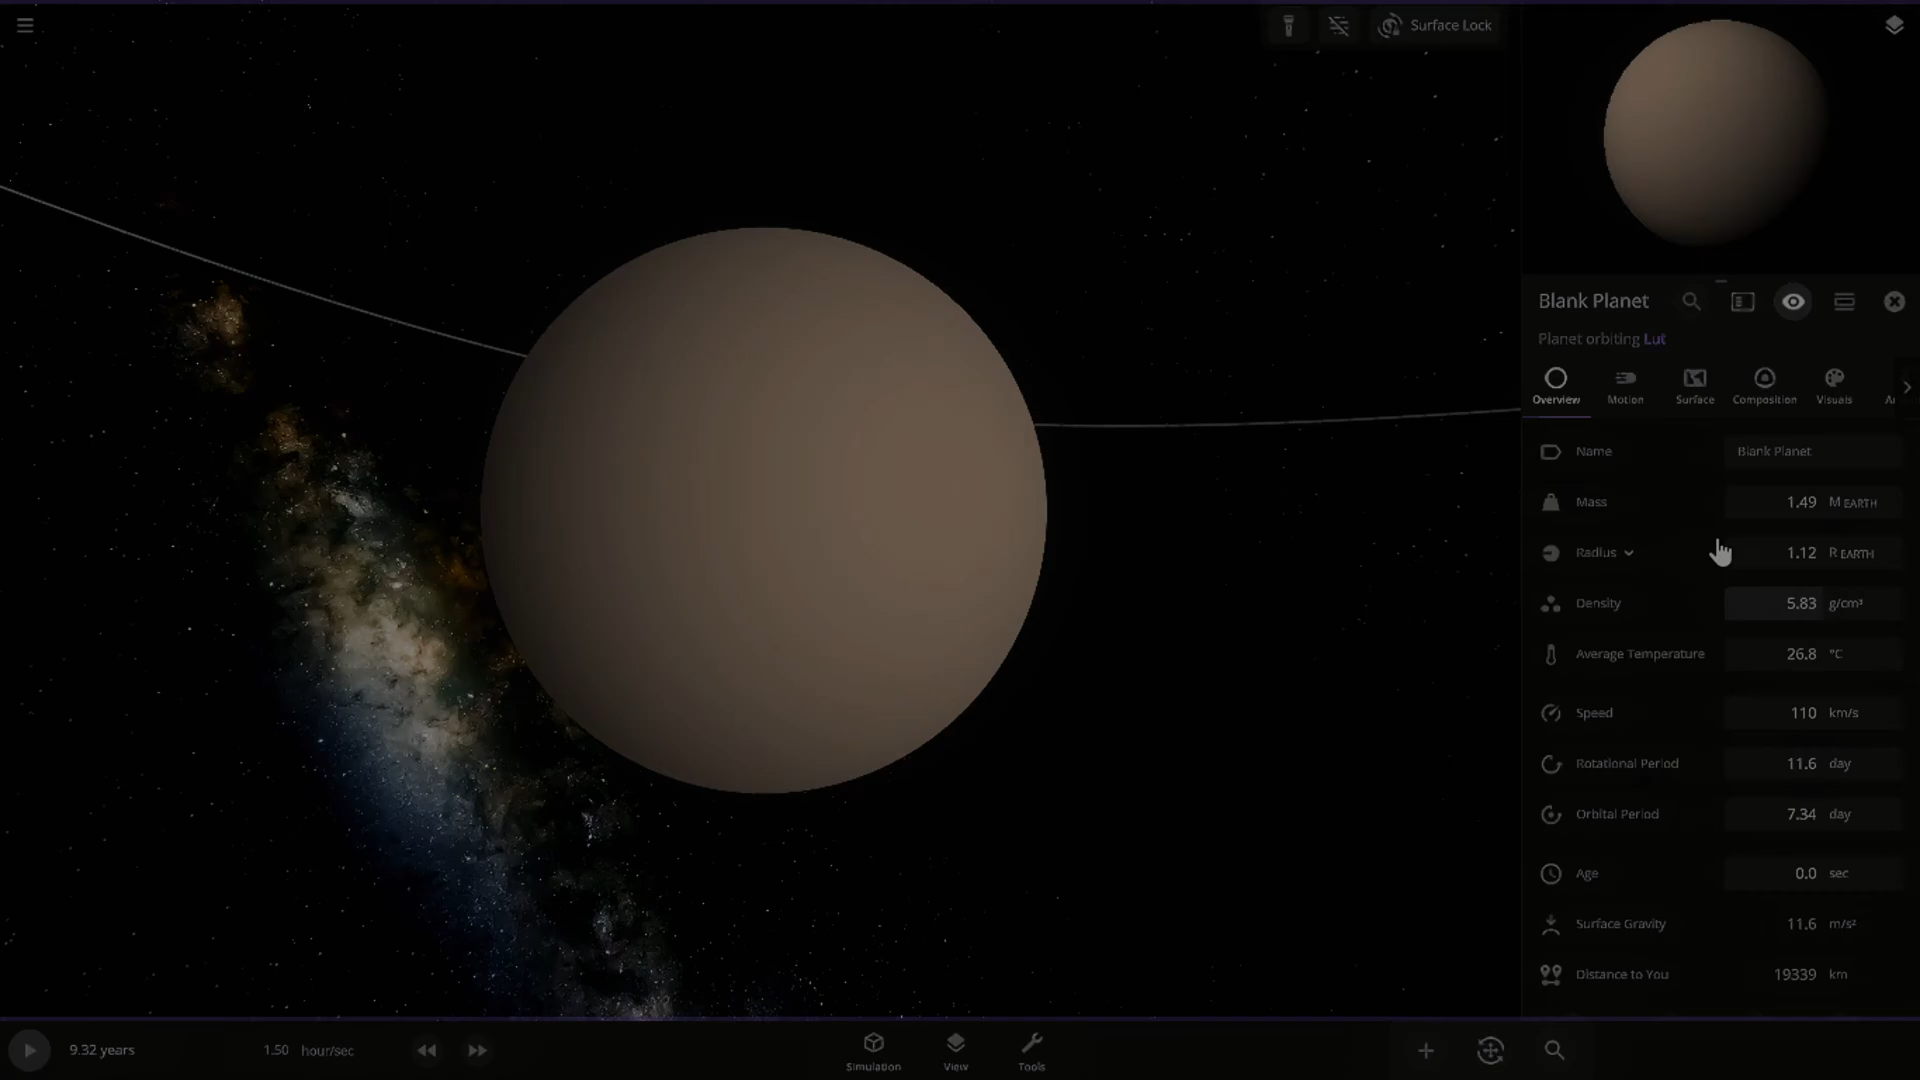 Surface Lock
Blank Planet
Planet orbiting Lut
Overview Motion Surface Composition Visuals
Name Blank Planet
Mass 1.49 M EARTH
Radius 1.12 R EARTH
Density 5.83 g/cm³
Average Temperature 26.8 °C
Speed 110 km/s
Rotational Period 11.6 day
Orbital Period 7.34 day
Age 0.0 sec
Surface Gravity 11.6 m/s²
Distance to You 19339 km
9.32 years 1.50 hour/sec
Simulation View Tools